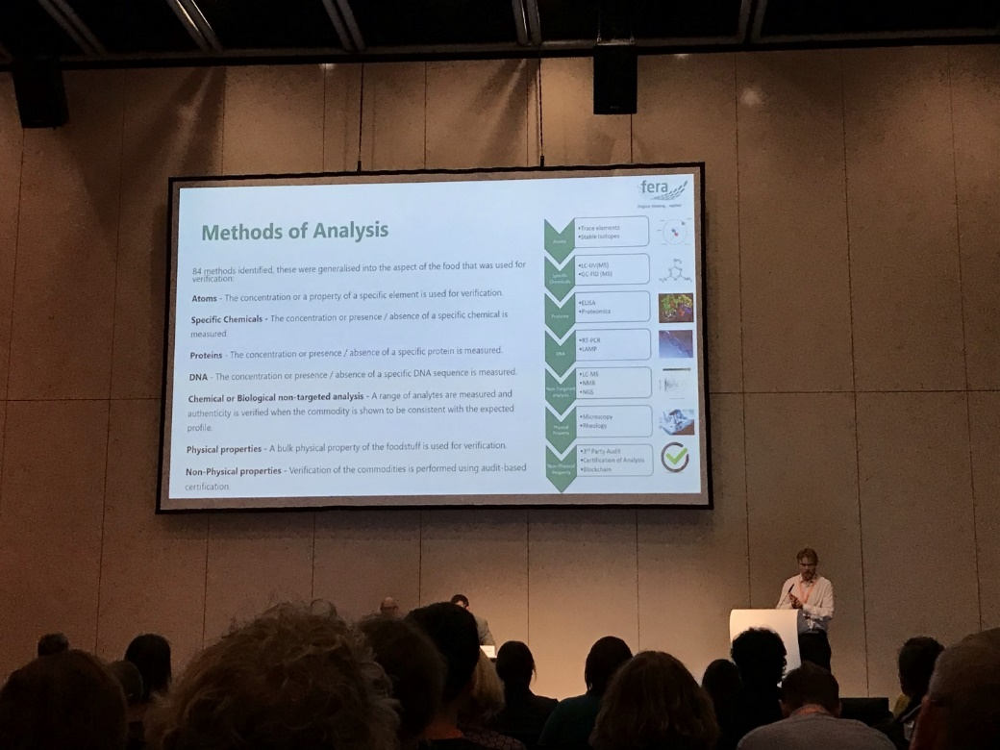 fera
Methods of Analysis
84 methods identified, these were generalised into the aspect of the food that was used for
verification:
Atoms - The concentration or a property of a specific element is used for verification.
Specific Chemicals - The concentration or presence / absence of a specific chemical is
measured.
Proteins - The concentration or presence / absence of a specific protein is measured.
DNA - The concentration or presence / absence of a specific DNA sequence is measured.
Chemical or Biological non-targeted analysis - A range of analytes are measured and
authenticity is verified when the commodity is shown to be consistent with the expected
profile.
Physical properties - A bulk physical property of the foodstuff is used for verification.
Non-Physical properties - Verification of the commodities is performed using audit-based
certification.
Atoms
•Trace elements
•Stable Isotopes
Specific
Chemicals
•LC-UV(MS)
•GC-FID (MS)
Proteins
•ELISA
•Proteomics
DNA
•RT-PCR
•LAMP
Non-Targeted
analysis
•LC-MS
•NMR
•NGS
Physical
Property
•Microscopy
•Rheology
Non-Physical
Property
•3rd Party Audit
•Certification of Analysis
•Blockchain